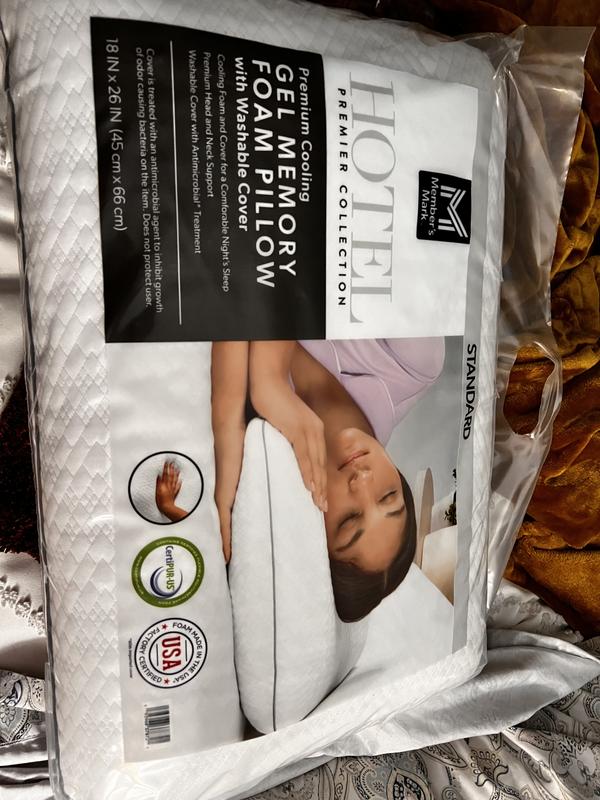 Member's
Mark
HOTEL
PREMIER COLLECTION
STANDARD
Premium Cooling
GEL MEMORY
FOAM PILLOW
with Washable Cover
Cooling Foam and Cover for a Comforable Night's Sleep
Premium Head and Neck Support
Washable Cover with Antimicrobial* Treatment
Cover is treated with an antimicrobial agent to inhibit growth
of odor causing bacteria on the item. Does not protect user.
18 IN x 26 IN (45 cm x 66 cm)
CertiPUR-US
FOAM MADE IN THE USA*
USA
FACTORY CERTIFIED